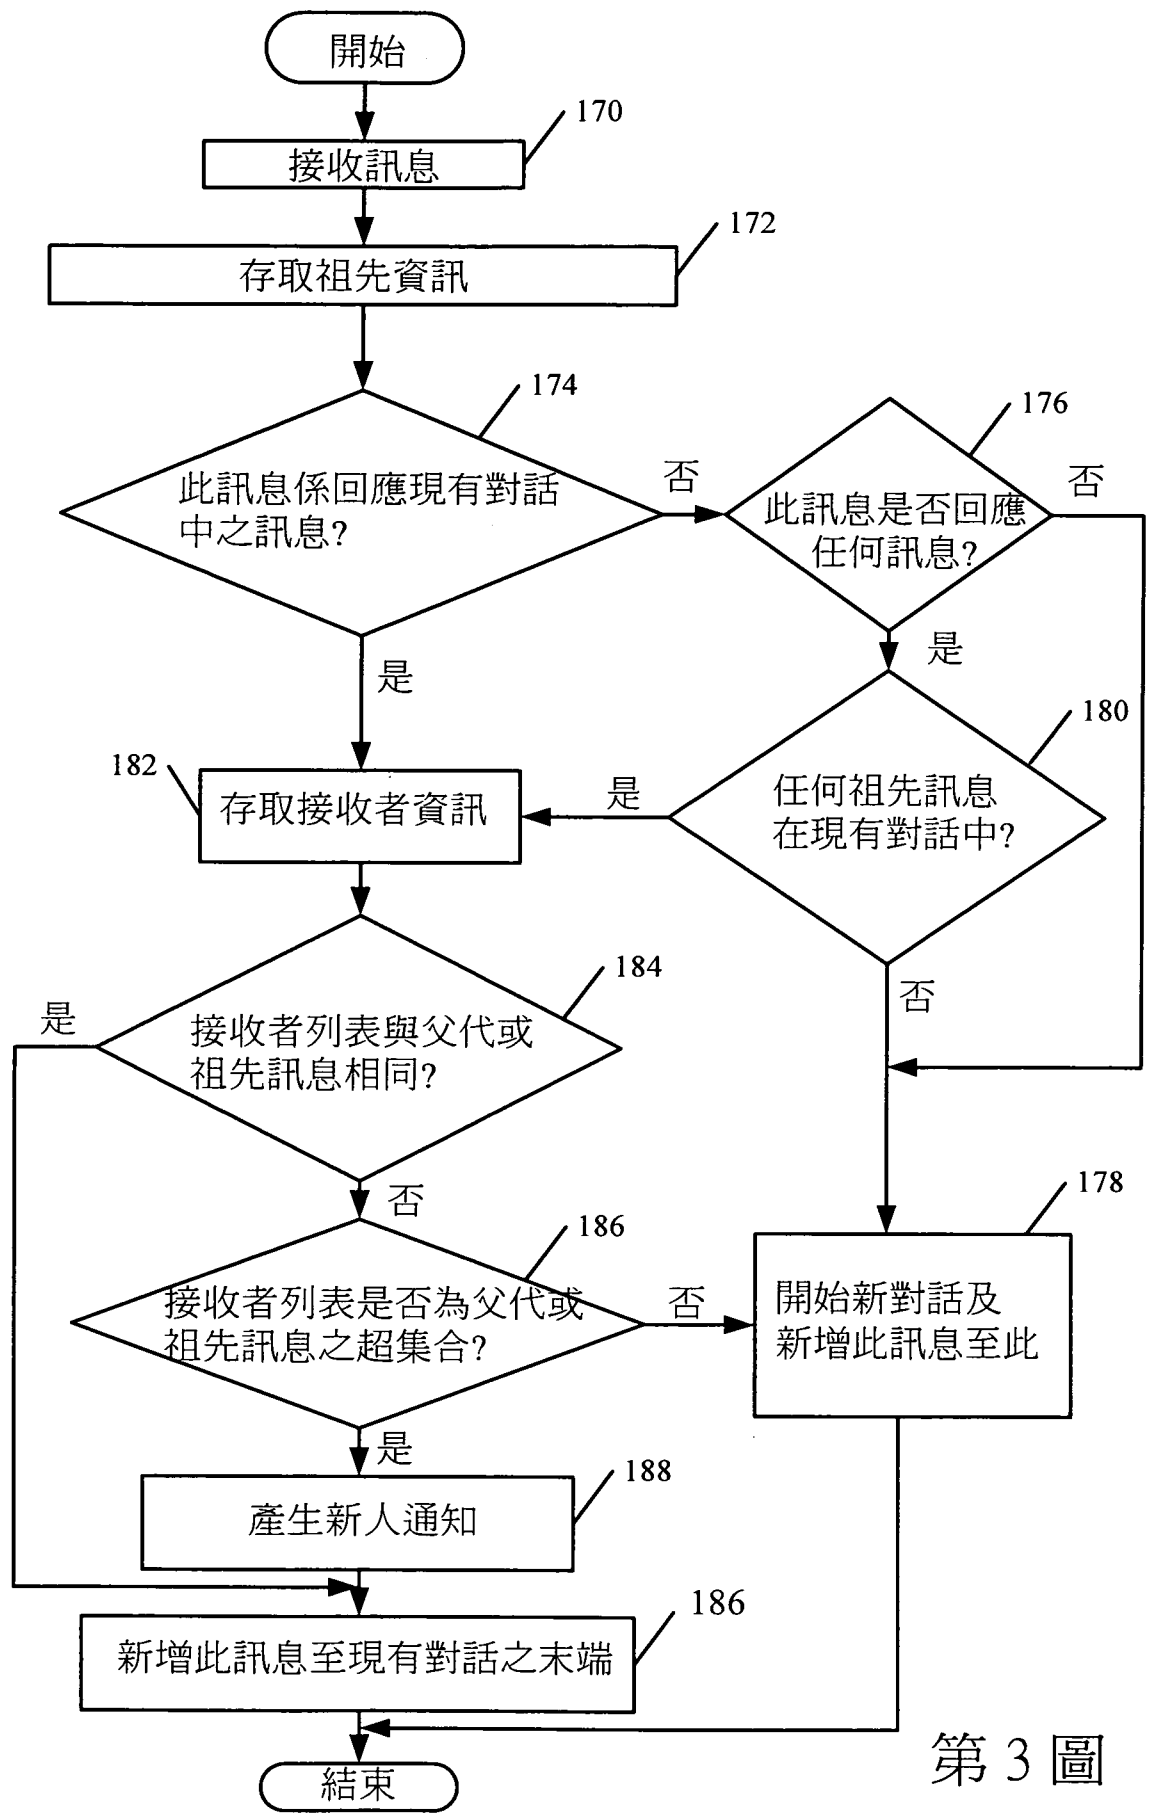 開始
170
接收訊息
172
存取祖先資訊
174
此訊息係回應現有對話
中之訊息?
否
176
此訊息是否回應
任何訊息?
否
是
是
180
任何祖先訊息
在現有對話中?
是
否
182
存取接收者資訊
184
接收者列表與父代或
祖先訊息相同?
是
否
186
接收者列表是否為父代或
祖先訊息之超集合?
否
178
開始新對話及
新增此訊息至此
是
188
產生新人通知
186
新增此訊息至現有對話之末端
結束
第3圖